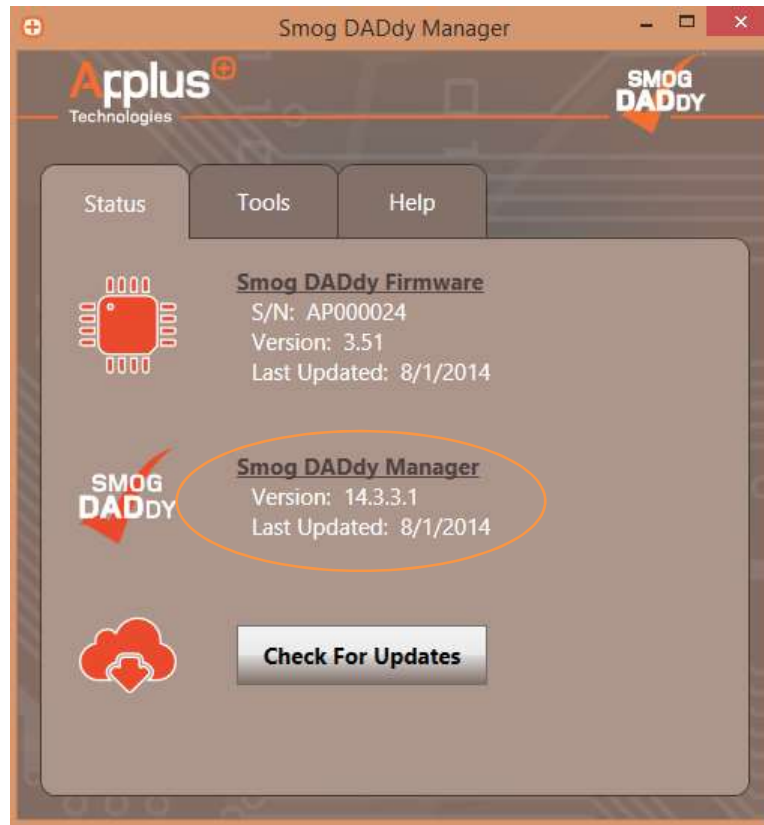 Smog DADdy Manager
Applus+
Technologies
SMOG
DADDY
Status
Tools
Help
Smog DADdy Firmware
S/N: AP000024
Version: 3.51
Last Updated: 8/1/2014
SMOG
DADDY
Smog DADdy Manager
Version: 14.3.3.1
Last Updated: 8/1/2014
Check For Updates